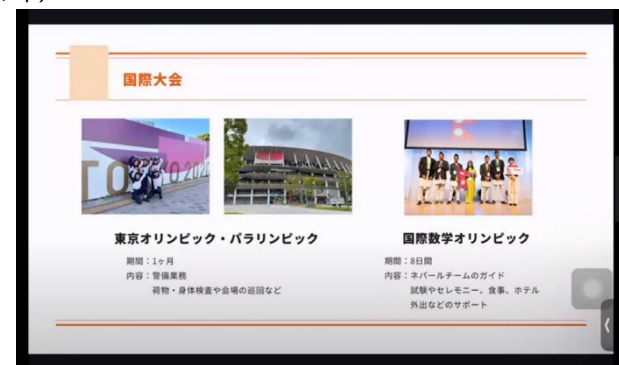 国際大会
TOKYO 2020
東京オリンピック・パラリンピック
期間：1ヶ月
内容：警備業務
荷物・身体検査や会場の巡回など
国際数学オリンピック
期間：8日間
内容：ネパールチームのガイド
試験やセレモニー、食事、ホテル
外出などのサポート